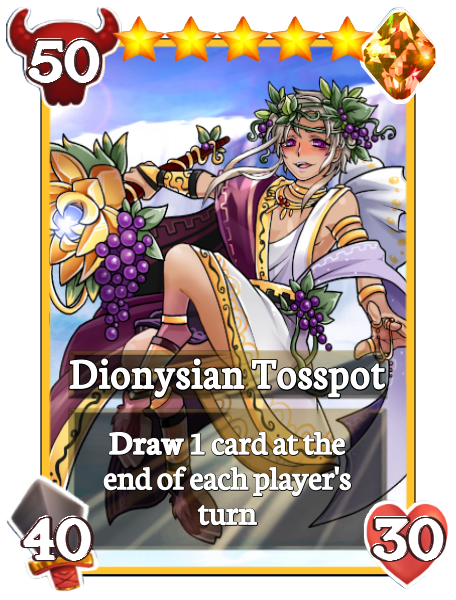 50
Dionysian Tosspot
Draw 1 card at the
end of each player's
turn
40
30